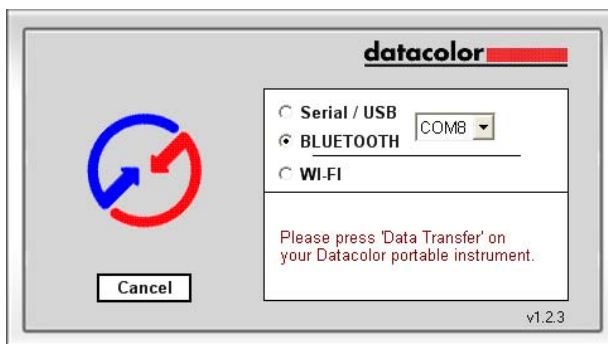 datacolor
Serial / USB
BLUETOOTH
COM8
WI-FI
Please press 'Data Transfer' on
your Datacolor portable instrument.
Cancel
v1.2.3